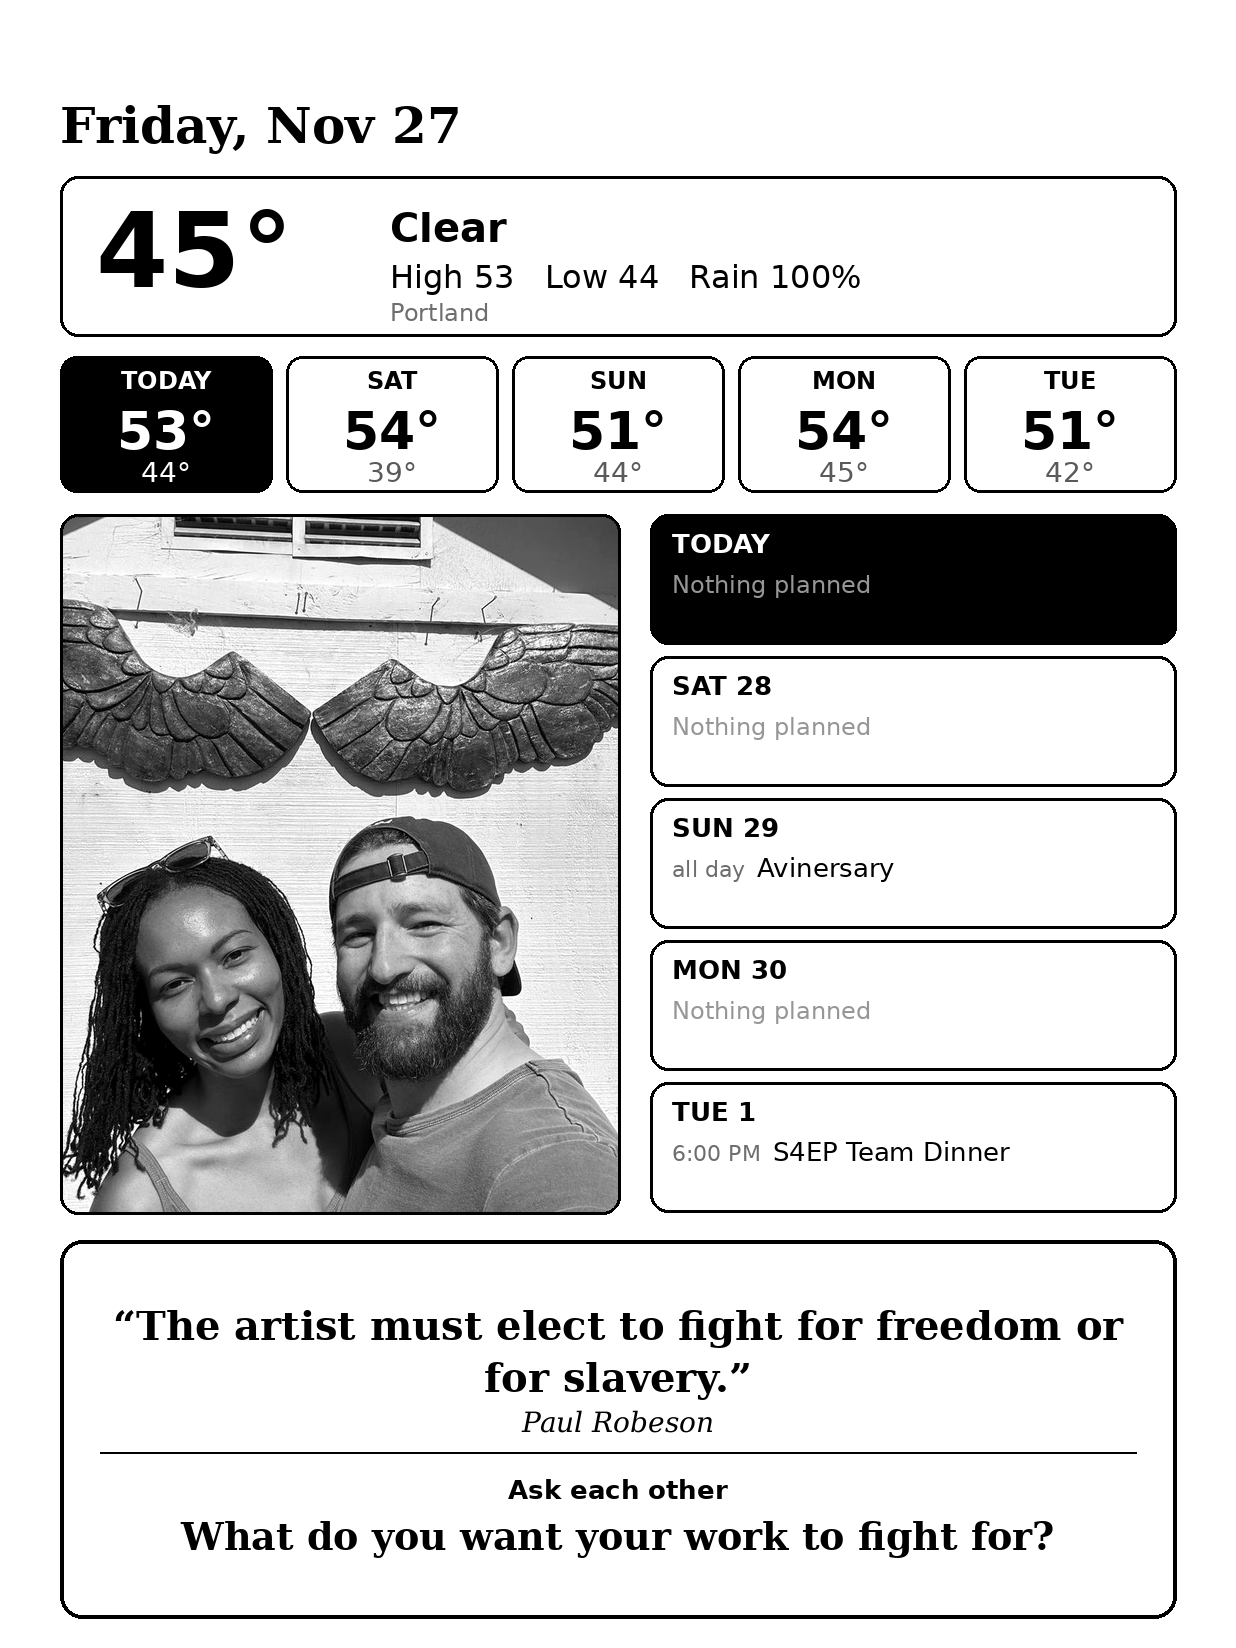 Friday, Nov 27
45°
Clear
High 53 Low 44 Rain 100%
Portland
TODAY
53°
44°
SAT
54°
39°
SUN
51°
44°
MON
54°
45°
TUE
51°
42°
TODAY
Nothing planned
SAT 28
Nothing planned
SUN 29
all day Avinersary
MON 30
Nothing planned
TUE 1
6:00 PM S4EP Team Dinner
“The artist must elect to fight for freedom or
for slavery.”
Paul Robeson
Ask each other
What do you want your work to fight for?